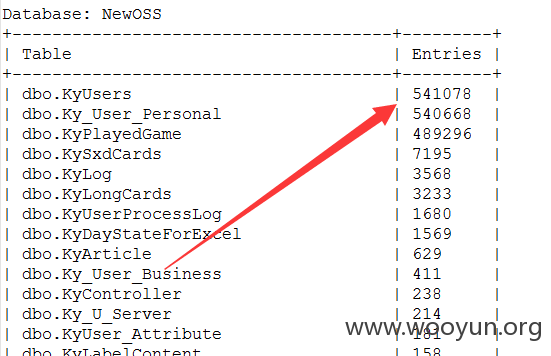 Database: NewOSS
+--------------------------------------+---------+
| Table | Entries |
+--------------------------------------+---------+
| dbo.KyUsers | 541078 |
| dbo.Ky_User_Personal | 540668 |
| dbo.KyPlayedGame | 489296 |
| dbo.KySxdCards | 7195 |
| dbo.KyLog | 3568 |
| dbo.KyLongCards | 3233 |
| dbo.KyUserProcessLog | 1680 |
| dbo.KyDayStateForExcel | 1569 |
| dbo.KyArticle | 629 |
| dbo.Ky_User_Business | 411 |
| dbo.KyController | 238 |
| dbo.Ky_U_Server | 214 |
| dbo.KyUser_Attribute | 181 |
| dbo.KyLabelContent | 158 |
www.wooyun.org